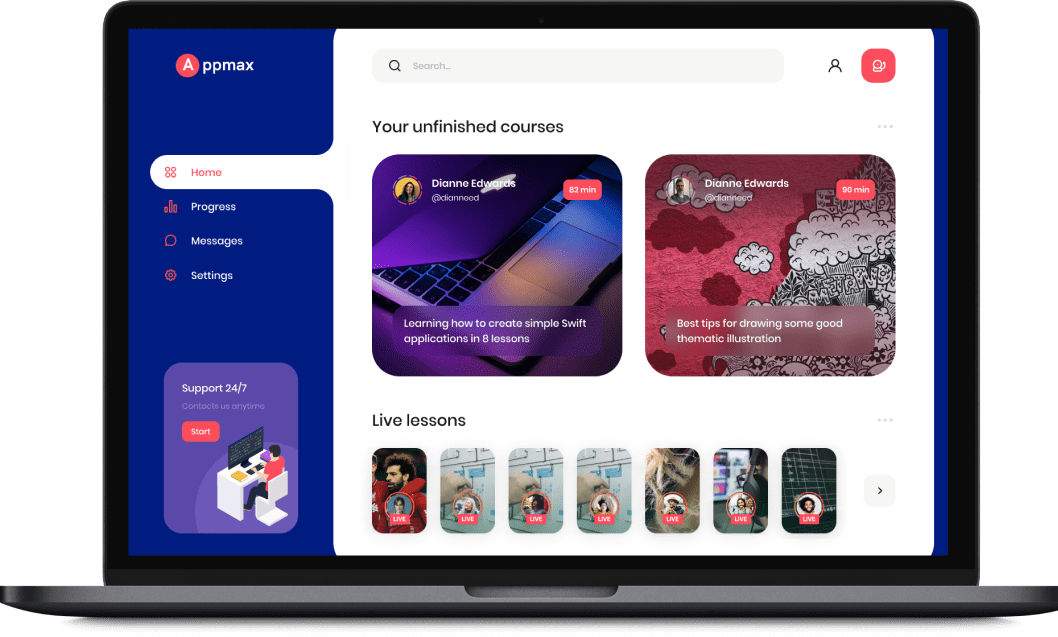 Appmax
Search...
Home
Progress
Messages
Settings
Support 24/7
Contacts us anytime
Start
Your unfinished courses
Dianne Edwards
@dianneed
82 min
Learning how to create simple Swift
applications in 8 lessons
Dianne Edwards
@dianneed
90 min
Best tips for drawing some good
thematic illustration
Live lessons
LIVE
LIVE
LIVE
LIVE
LIVE
LIVE
LIVE